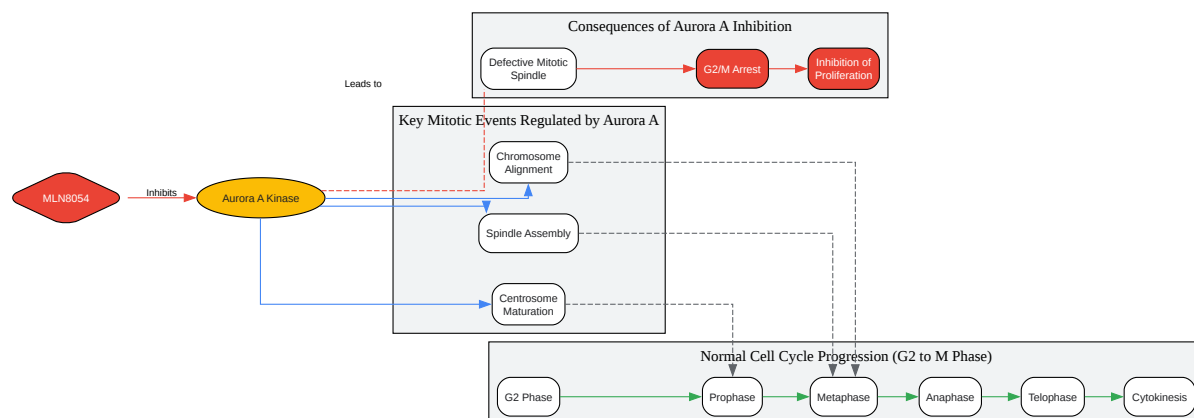 Consequences of Aurora A Inhibition
Defective Mitotic
Spindle
G2/M Arrest
Inhibition of
Proliferation
Leads to
Key Mitotic Events Regulated by Aurora A
Chromosome
Alignment
MLN8054
Inhibits
Aurora A Kinase
Spindle Assembly
Centrosome
Maturation
Normal Cell Cycle Progression (G2 to M Phase)
G2 Phase
Prophase
Metaphase
Anaphase
Telophase
Cytokinesis